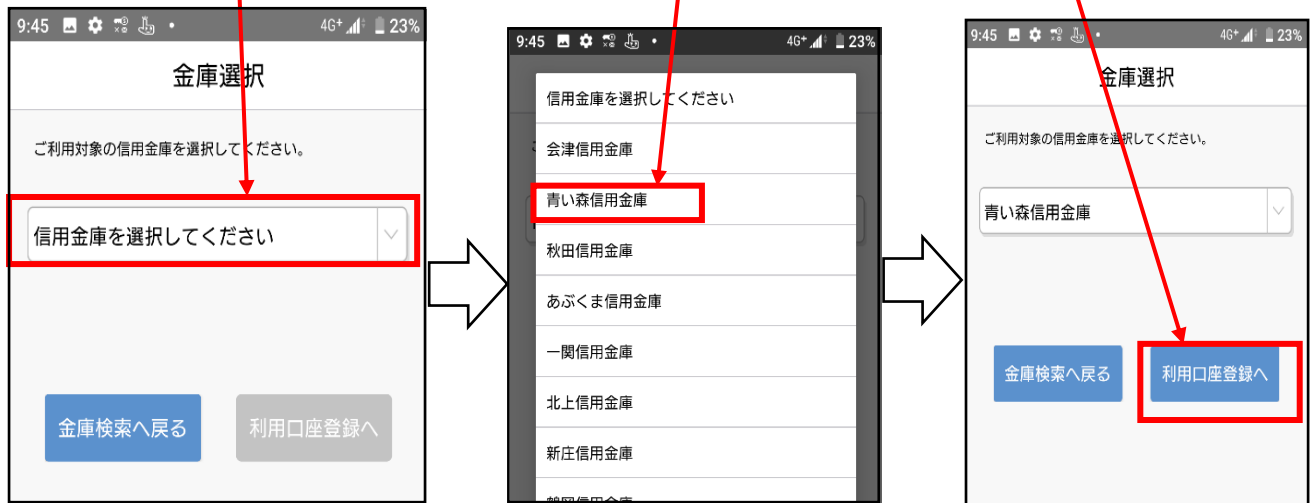 9:45 4G+ 23%
金庫選択
ご利用対象の信用金庫を選択してください。
信用金庫を選択してください
金庫検索へ戻る
利用口座登録へ
9:45 4G+ 23%
信用金庫を選択してください
会津信用金庫
青い森信用金庫
秋田信用金庫
あぶくま信用金庫
一関信用金庫
北上信用金庫
新庄信用金庫
9:45 4G+ 23%
金庫選択
ご利用対象の信用金庫を選択してください。
青い森信用金庫
金庫検索へ戻る
利用口座登録へ